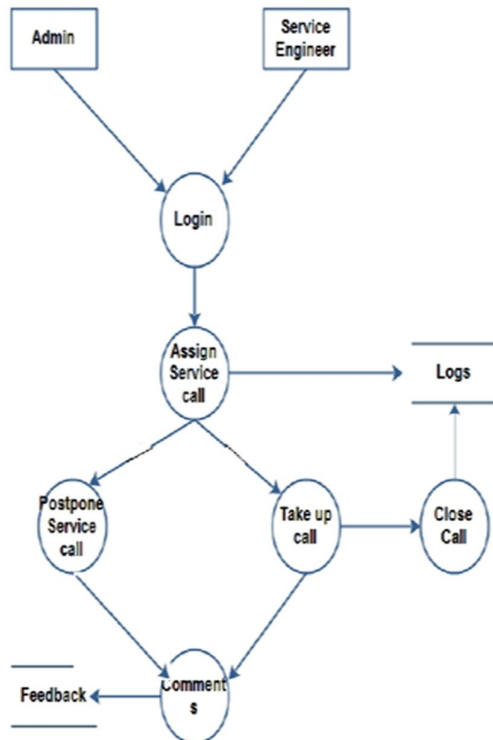 Admin
Service
Engineer
Login
Assign
Service
call
Logs
Postpone
Service
call
Take up
call
Close
Call
Feedback
Comment
s